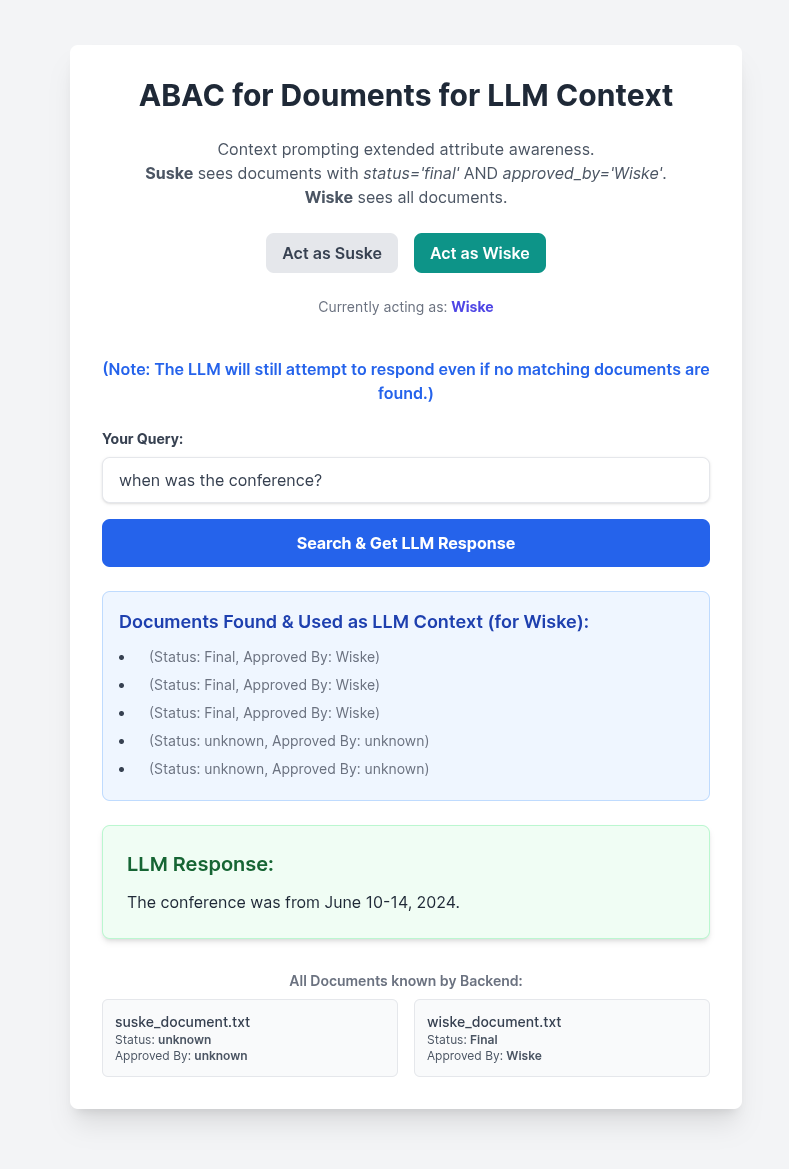 ABAC for Douments for LLM Context
Context prompting extended attribute awareness.
Suske sees documents with status='final' AND approved_by='Wiske'.
Wiske sees all documents.
Act as Suske
Act as Wiske
Currently acting as: Wiske
(Note: The LLM will still attempt to respond even if no matching documents are
found.)
Your Query:
when was the conference?
Search & Get LLM Response
Documents Found & Used as LLM Context (for Wiske):
• (Status: Final, Approved By: Wiske)
• (Status: Final, Approved By: Wiske)
• (Status: Final, Approved By: Wiske)
• (Status: unknown, Approved By: unknown)
• (Status: unknown, Approved By: unknown)
LLM Response:
The conference was from June 10-14, 2024.
All Documents known by Backend:
suske_document.txt
Status: unknown
Approved By: unknown
wiske_document.txt
Status: Final
Approved By: Wiske